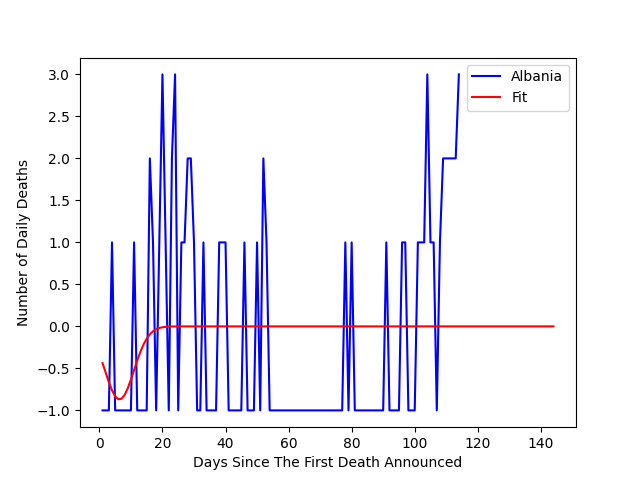 Albania
Fit
3.0
2.5
2.0
1.5
1.0
0.5
0.0
−0.5
−1.0
Number of Daily Deaths
0 20 40 60 80 100 120 140
Days Since The First Death Announced